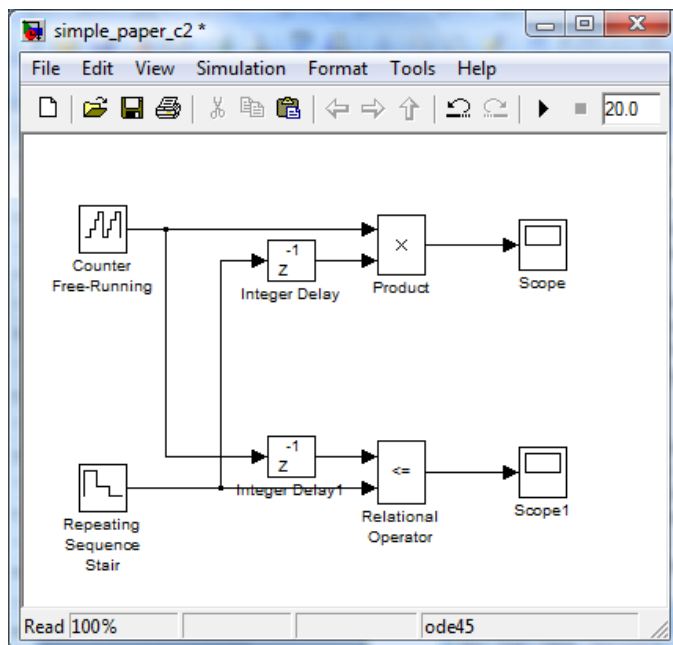 simple_paper_c2 *
File Edit View Simulation Format Tools Help
20.0
Counter
Free-Running
-1
Z
Integer Delay
×
Product
Scope
-1
Z
Integer Delay1
<=
Relational
Operator
Scope1
Repeating
Sequence
Stair
Read 100% ode45